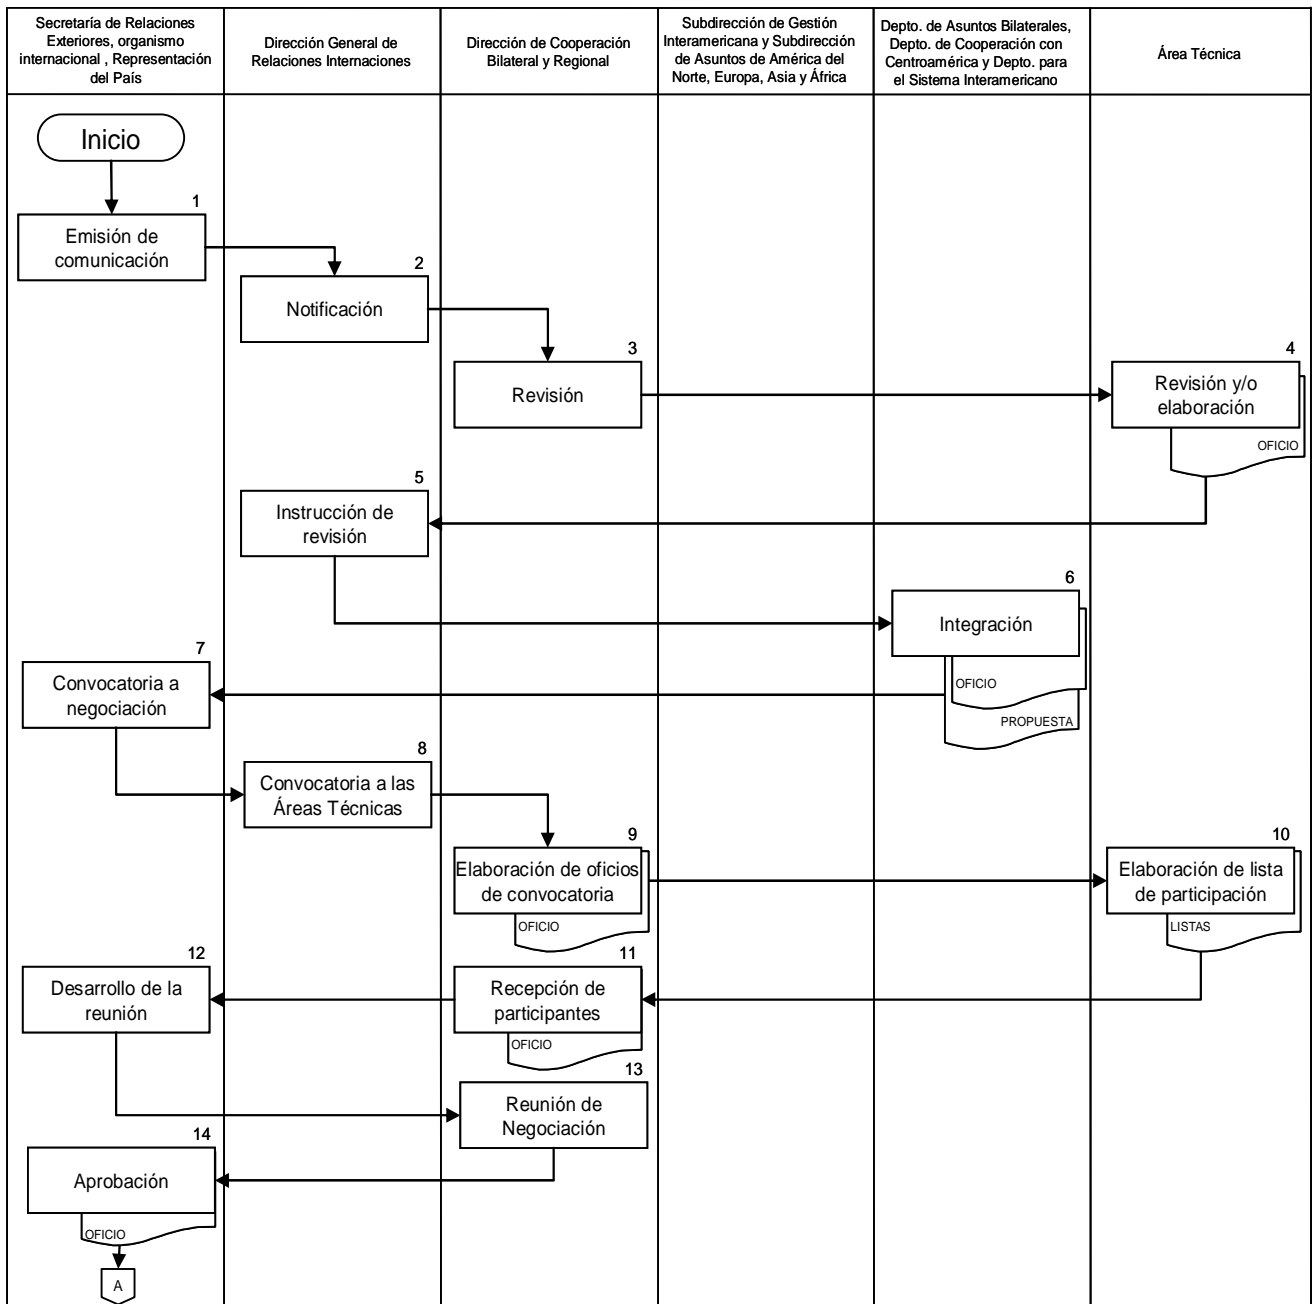 Secretaría de Relaciones
Exteriores, organismo
internacional , Representación
del País
Dirección General de
Relaciones Internaciones
Dirección de Cooperación
Bilateral y Regional
Subdirección de Gestión
Interamericana y Subdirección
de Asuntos de América del
Norte, Europa, Asia y África
Depto. de Asuntos Bilaterales,
Depto. de Cooperación con
Centroamérica y Depto. para
el Sistema Interamericano
Área Técnica
Inicio
1
Emisión de
comunicación
2
Notificación
3
Revisión
4
Revisión y/o
elaboración
OFICIO
5
Instrucción de
revisión
6
Integración
OFICIO
PROPUESTA
7
Convocatoria a
negociación
8
Convocatoria a las
Áreas Técnicas
9
Elaboración de oficios
de convocatoria
OFICIO
10
Elaboración de lista
de participación
LISTAS
11
Recepción de
participantes
OFICIO
12
Desarrollo de la
reunión
13
Reunión de
Negociación
14
Aprobación
OFICIO
A